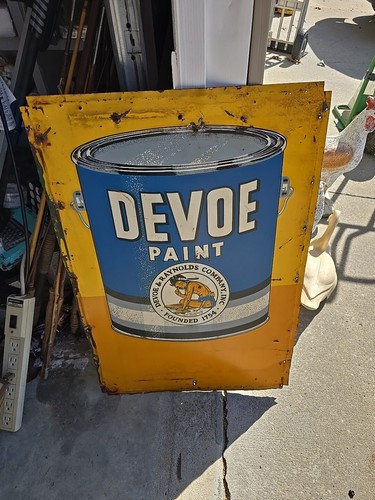 DEVOE
PAINT
DEVOE & RAYNOLDS COMPANY, INC.
FOUNDED 1754